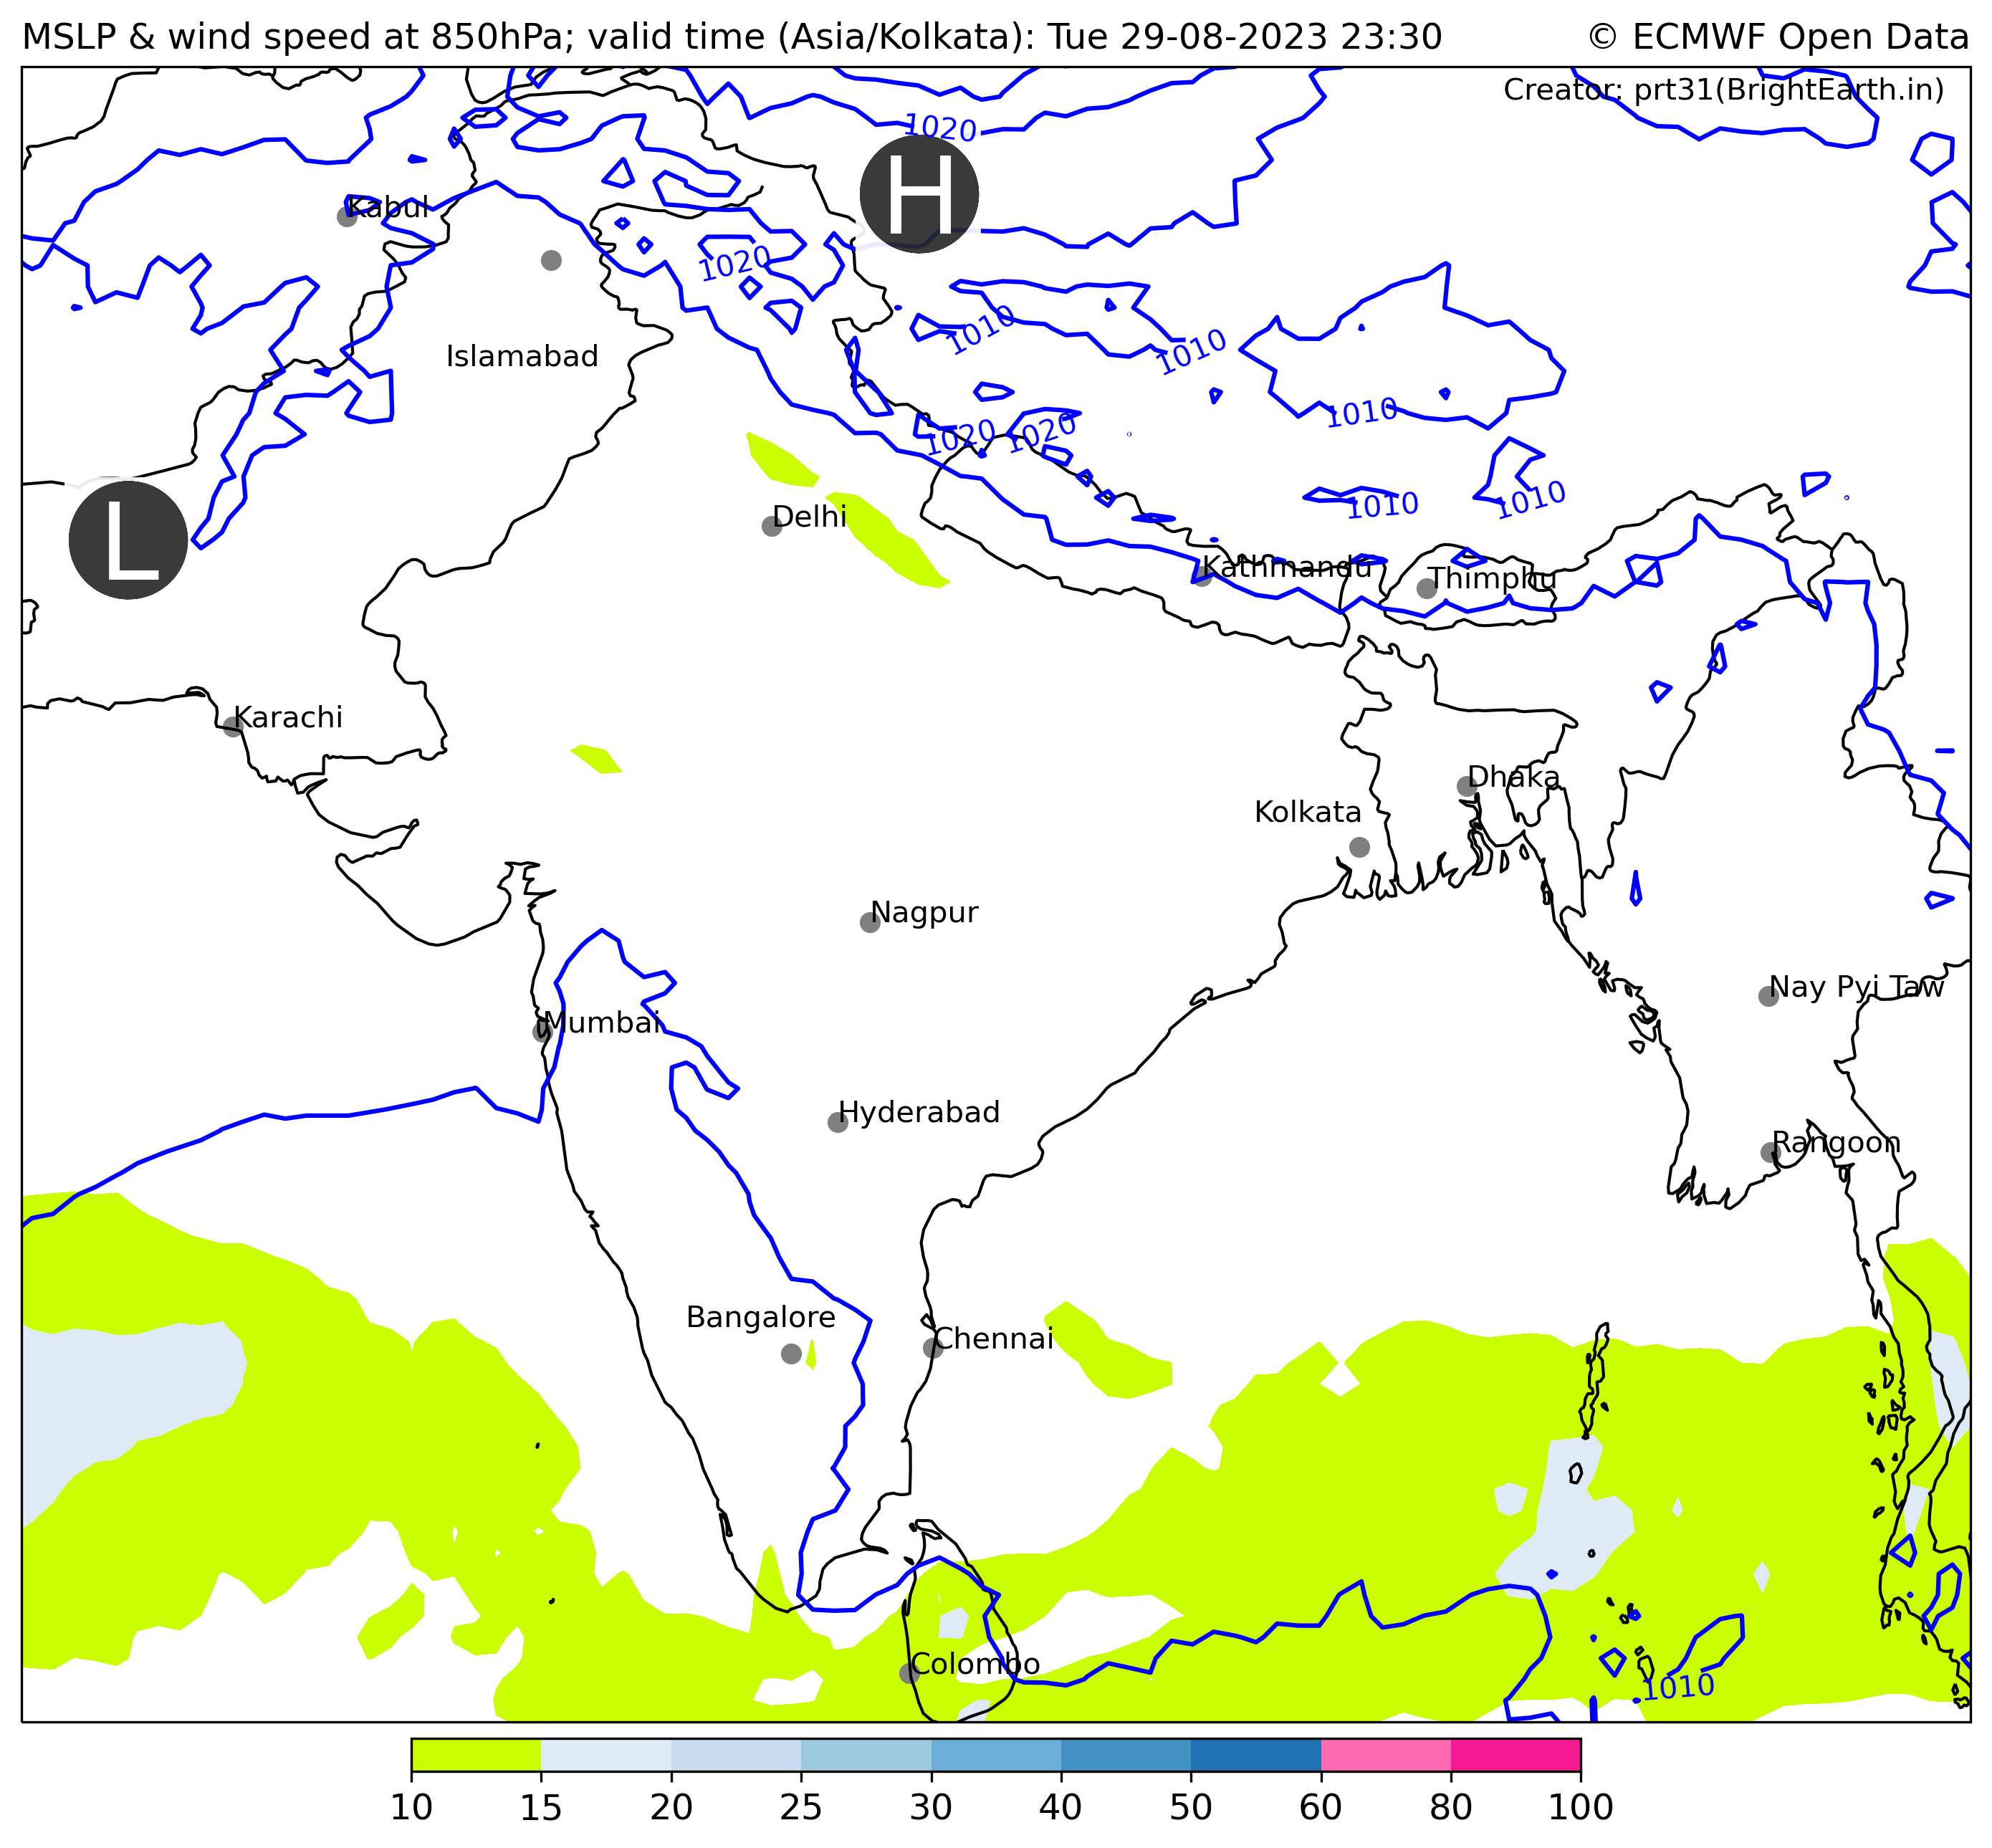 MSLP & wind speed at 850hPa; valid time (Asia/Kolkata): Tue 29-08-2023 23:30
© ECMWF Open Data
Creator: prt31(BrightEarth.in)
1020
H
Kabul
1020
1010
1010
Islamabad
1010
1020
1020
1010
1010
L
Delhi
Kathmandu
Thimphu
Karachi
Dhaka
Kolkata
Nagpur
Nay Pyi Taw
Mumbai
Hyderabad
Rangoon
Bangalore
Chennai
Colombo
1010
10 15 20 25 30 40 50 60 80 100